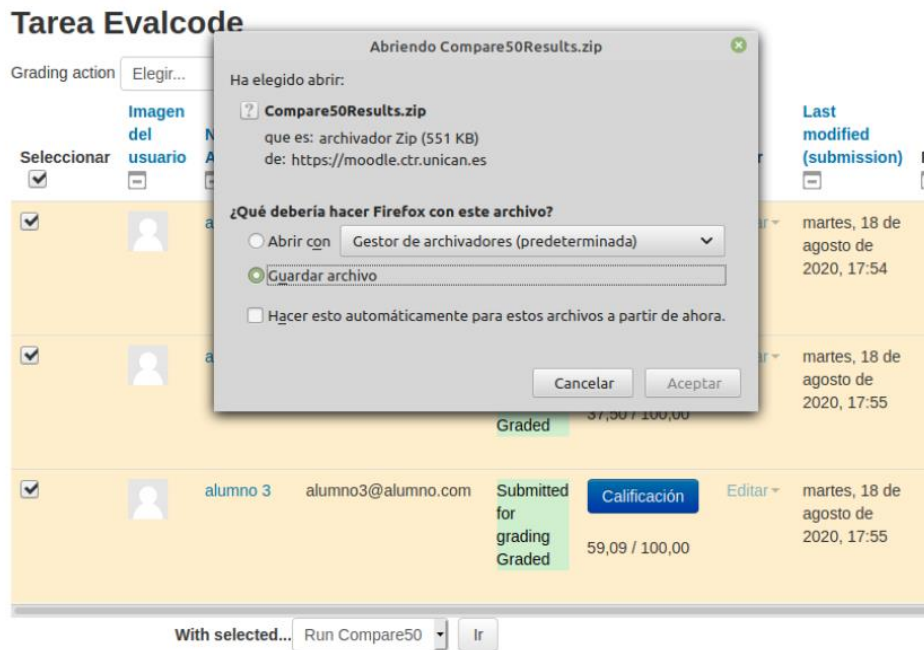 Tarea Evalcode
Grading action Elegir...
Abriendo Compare50Results.zip
Ha elegido abrir:
Compare50Results.zip
que es: archivador Zip (551 KB)
de: https://moodle.ctr.unican.es
¿Qué debería hacer Firefox con este archivo?
Abrir con Gestor de archivadores (predeterminada)
Guardar archivo
Hacer esto automáticamente para estos archivos a partir de ahora.
Cancelar Aceptar
Seleccionar
Imagen
del
usuario
Last
modified
(submission)
martes, 18 de
agosto de
2020, 17:54
martes, 18 de
agosto de
2020, 17:55
Graded
37,50 / 100,00
alumno 3 alumno3@alumno.com
Submitted
for
grading
Graded
Calificación
59,09 / 100,00
Editar
martes, 18 de
agosto de
2020, 17:55
With selected... Run Compare50 Ir